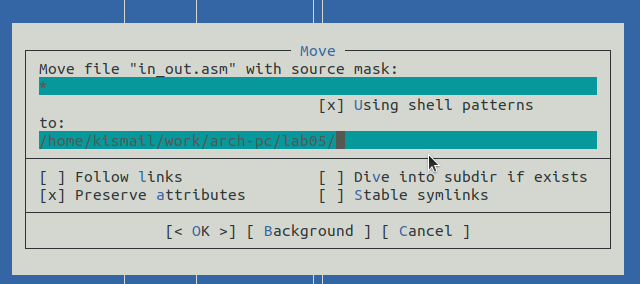 Move
Move file "in_out.asm" with source mask:
*
[x] Using shell patterns
to:
/home/kismail/work/arch-pc/lab05/
[ ] Follow links [ ] Dive into subdir if exists
[x] Preserve attributes [ ] Stable symlinks
[< OK >] [ Background ] [ Cancel ]